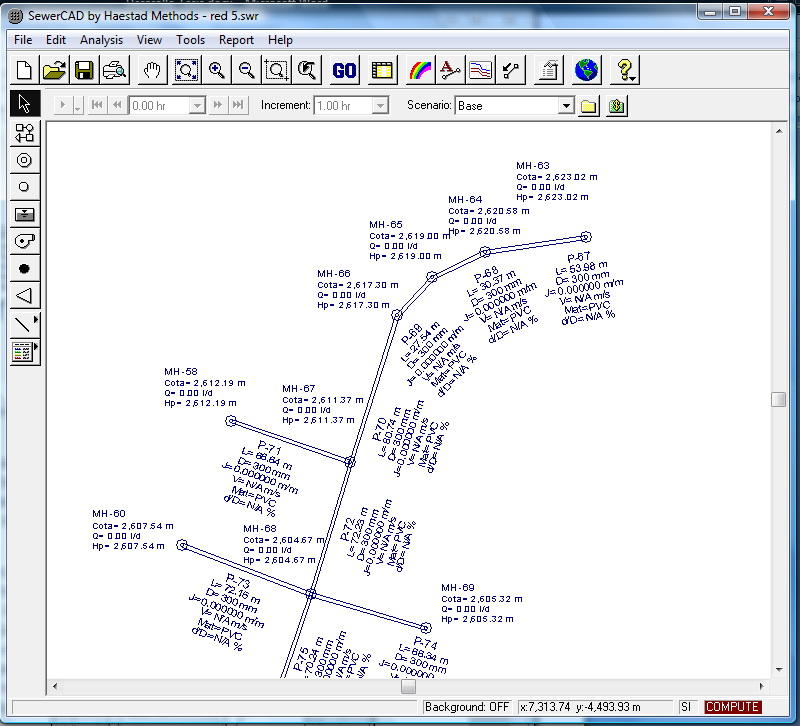 SewerCAD by Haestad Methods - red 5.swr
File Edit Analysis View Tools Report Help
GO
0.00 hr Increment: 1.00 hr Scenario: Base
MH-63
Cota= 2,623.02 m
Q= 0.00 l/d
Hp= 2,623.02 m
MH-64
Cota= 2,620.58 m
Q= 0.00 l/d
Hp= 2,620.58 m
MH-65
Cota= 2,619.00 m
Q= 0.00 l/d
Hp= 2,619.00 m
MH-66
Cota= 2,617.30 m
Q= 0.00 l/d
Hp= 2,617.30 m
P-67
L= 53.98 m
D= 300 mm
J= 0.000000 m/m
V= N/A m/s
Mat= PVC
d/D= N/A %
P-68
L= 30.37 m
D= 300 mm
J= 0.000000 m/m
V= N/A m/s
Mat= PVC
d/D= N/A %
P-69
L= 27.54 m
D= 300 mm
J= 0.000000 m/m
V= N/A m/s
Mat= PVC
d/D= N/A %
MH-58
Cota= 2,612.19 m
Q= 0.00 l/d
Hp= 2,612.19 m
MH-67
Cota= 2,611.37 m
Q= 0.00 l/d
Hp= 2,611.37 m
P-70
L= 80.74 m
D= 300 mm
J= 0.000000 m/m
V= N/A m/s
Mat= PVC
d/D= N/A %
P-71
D= 300 mm
J= 0.000000 m/m
V= N/A m/s
Mat= PVC
d/D= N/A %
MH-60
Cota= 2,607.54 m
Q= 0.00 l/d
Hp= 2,607.54 m
MH-68
Cota= 2,604.67 m
Q= 0.00 l/d
Hp= 2,604.67 m
P-72
L= 72.23 m
D= 300 mm
J= 0.000000 m/m
V= N/A m/s
Mat= PVC
d/D= N/A %
P-73
L= 72.16 m
D= 300 mm
J= 0.000000 m/m
V= N/A m/s
Mat= PVC
d/D= N/A %
MH-69
Cota= 2,605.32 m
Q= 0.00 l/d
Hp= 2,605.32 m
P-74
L= 68.34 m
D= 300
J= 0.000000
P-75
70.24 m
300 mm
0.000000 m/m
N/A m/s
PVC
N/A %
Background: OFF x:7,313.74 y:-4,493.93 m SI COMPUTE